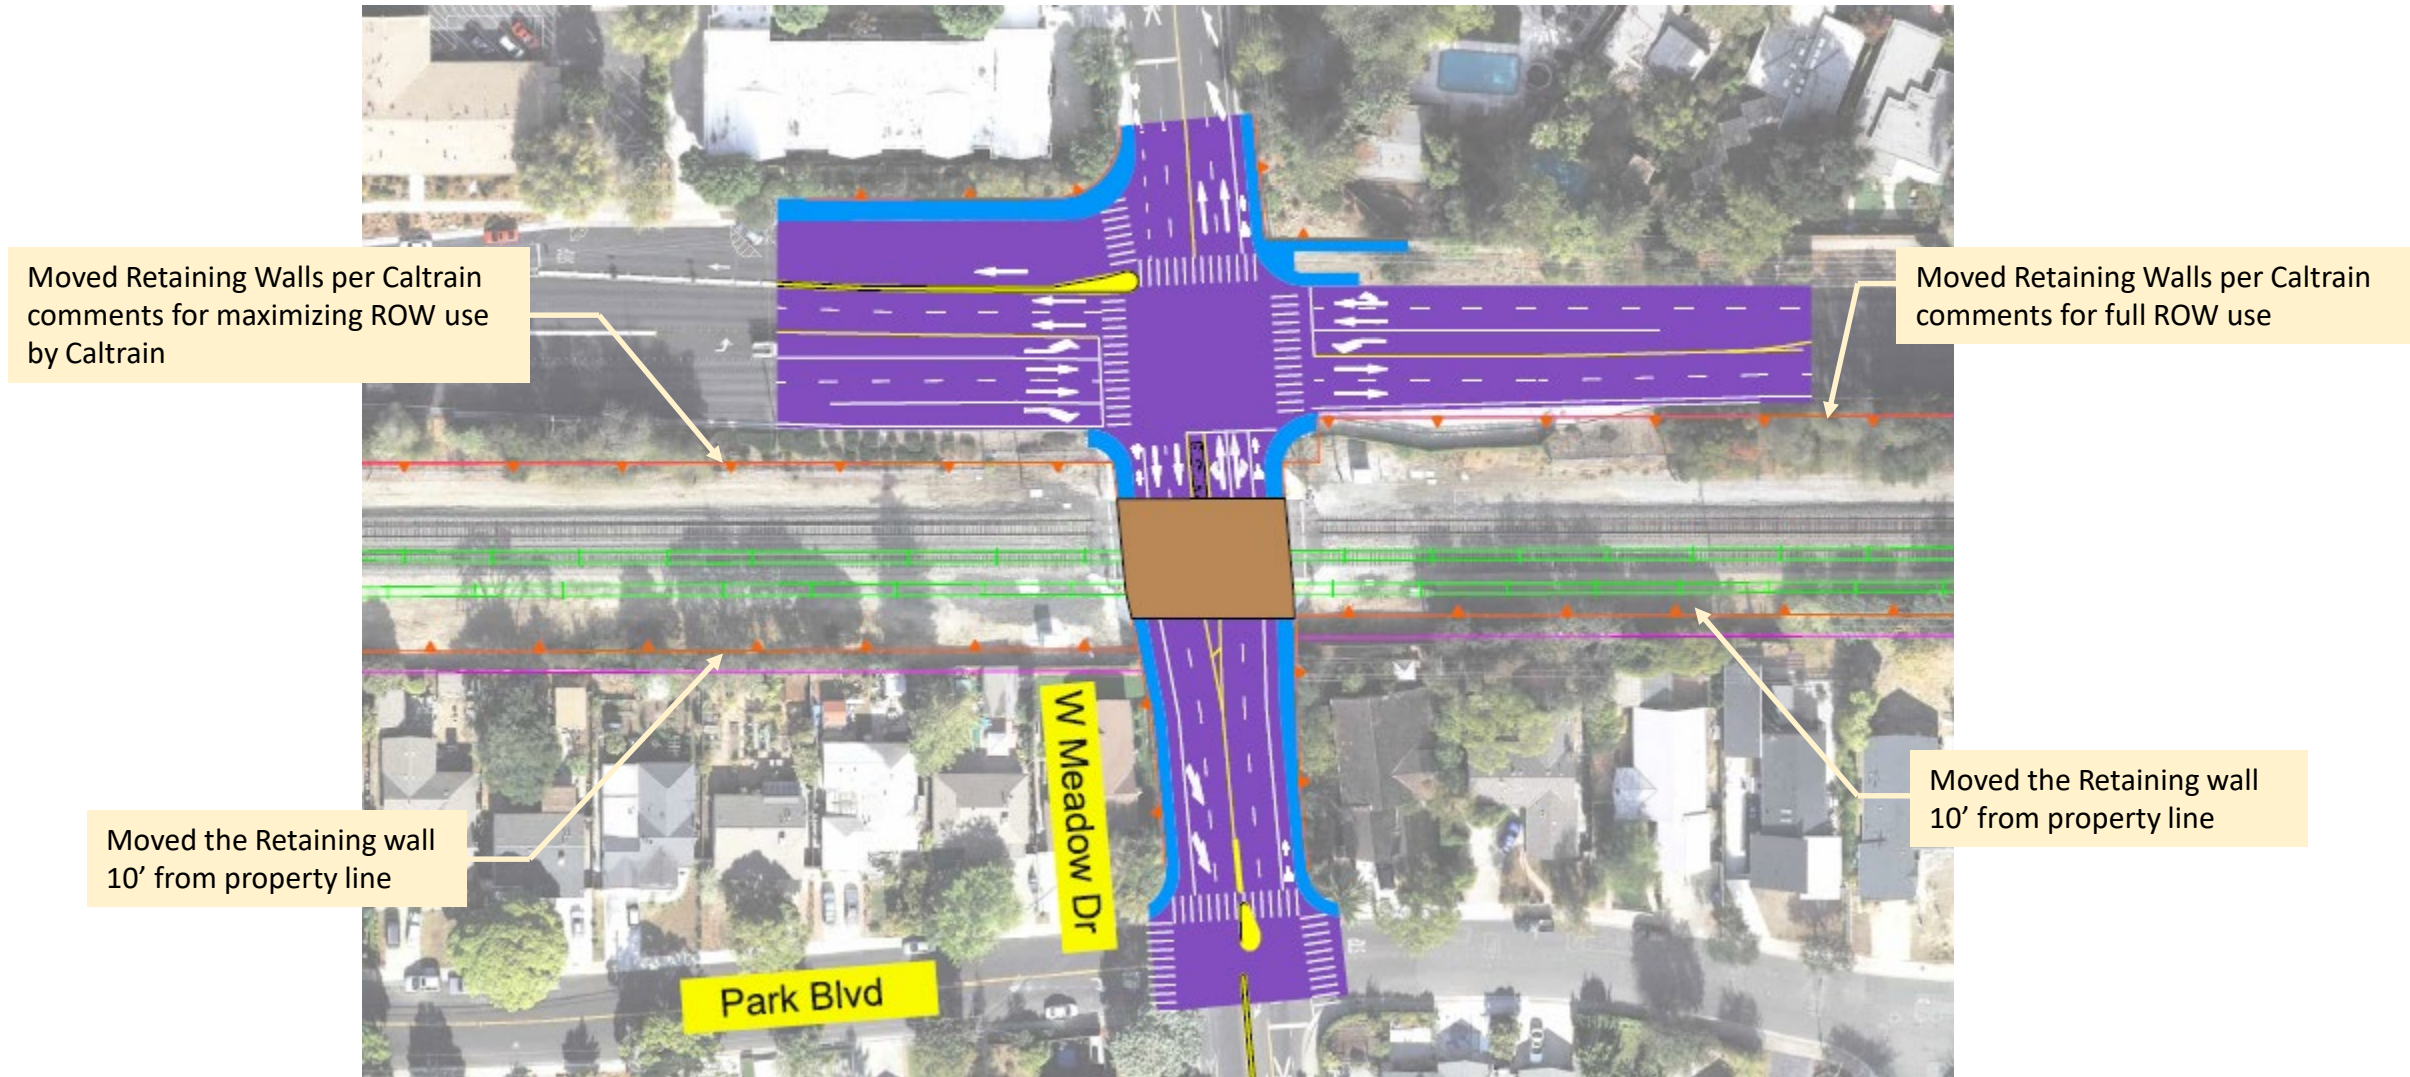 Moved Retaining Walls per Caltrain
comments for maximizing ROW use
by Caltrain
Moved Retaining Walls per Caltrain
comments for full ROW use
Moved the Retaining wall
10’ from property line
Moved the Retaining wall
10’ from property line
W Meadow Dr
Park Blvd